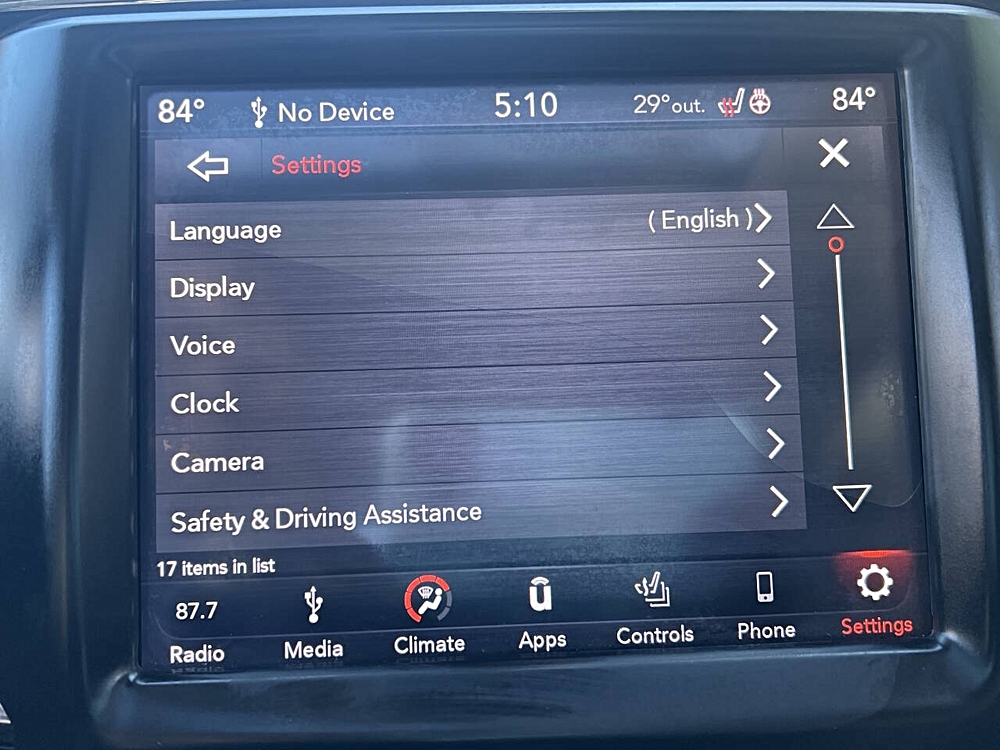 84° No Device 5:10 29° out. 84°
Settings
Language ( English )
Display
Voice
Clock
Camera
Safety & Driving Assistance
17 items in list
87.7
Radio Media Climate Apps Controls Phone Settings